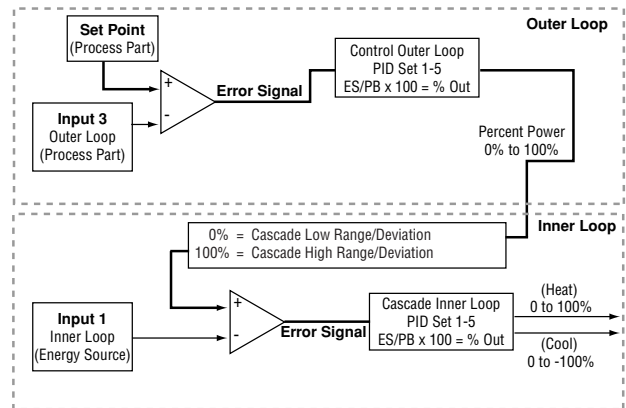 Outer Loop
Set Point
(Process Part)
+
-
Input 3
Outer Loop
(Process Part)
Error Signal
Control Outer Loop
PID Set 1-5
ES/PB x 100 = % Out
Percent Power
0% to 100%
Inner Loop
0% = Cascade Low Range/Deviation
100% = Cascade High Range/Deviation
+
-
Input 1
Inner Loop
(Energy Source)
Error Signal
Cascade Inner Loop
PID Set 1-5
ES/PB x 100 = % Out
(Heat)
0 to 100%
(Cool)
0 to -100%